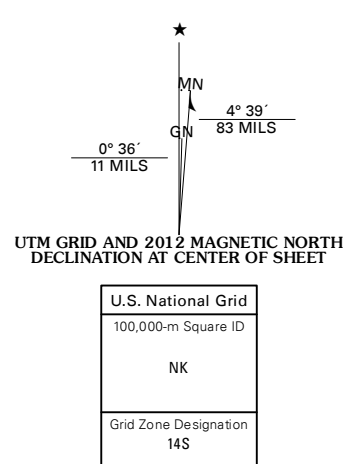 ★
MN
4° 39´
83 MILS
GN
0° 36´
11 MILS
UTM GRID AND 2012 MAGNETIC NORTH
DECLINATION AT CENTER OF SHEET
U.S. National Grid
100,000-m Square ID
NK
Grid Zone Designation
14S